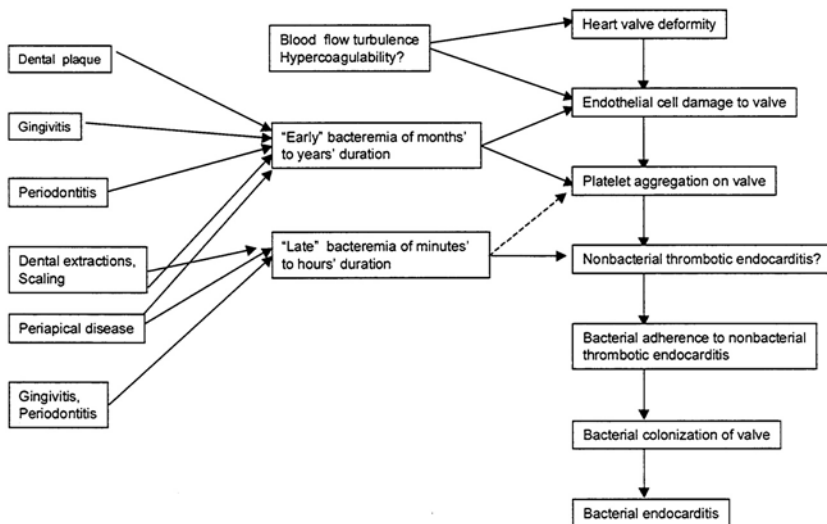 Dental plaque
Gingivitis
Periodontitis
Dental extractions,
Scaling
Periapical disease
Gingivitis,
Periodontitis
Blood flow turbulence
Hypercoagulability?
"Early" bacteremia of months'
to years' duration
"Late" bacteremia of minutes'
to hours' duration
Heart valve deformity
Endothelial cell damage to valve
Platelet aggregation on valve
Nonbacterial thrombotic endocarditis?
Bacterial adherence to nonbacterial
thrombotic endocarditis
Bacterial colonization of valve
Bacterial endocarditis